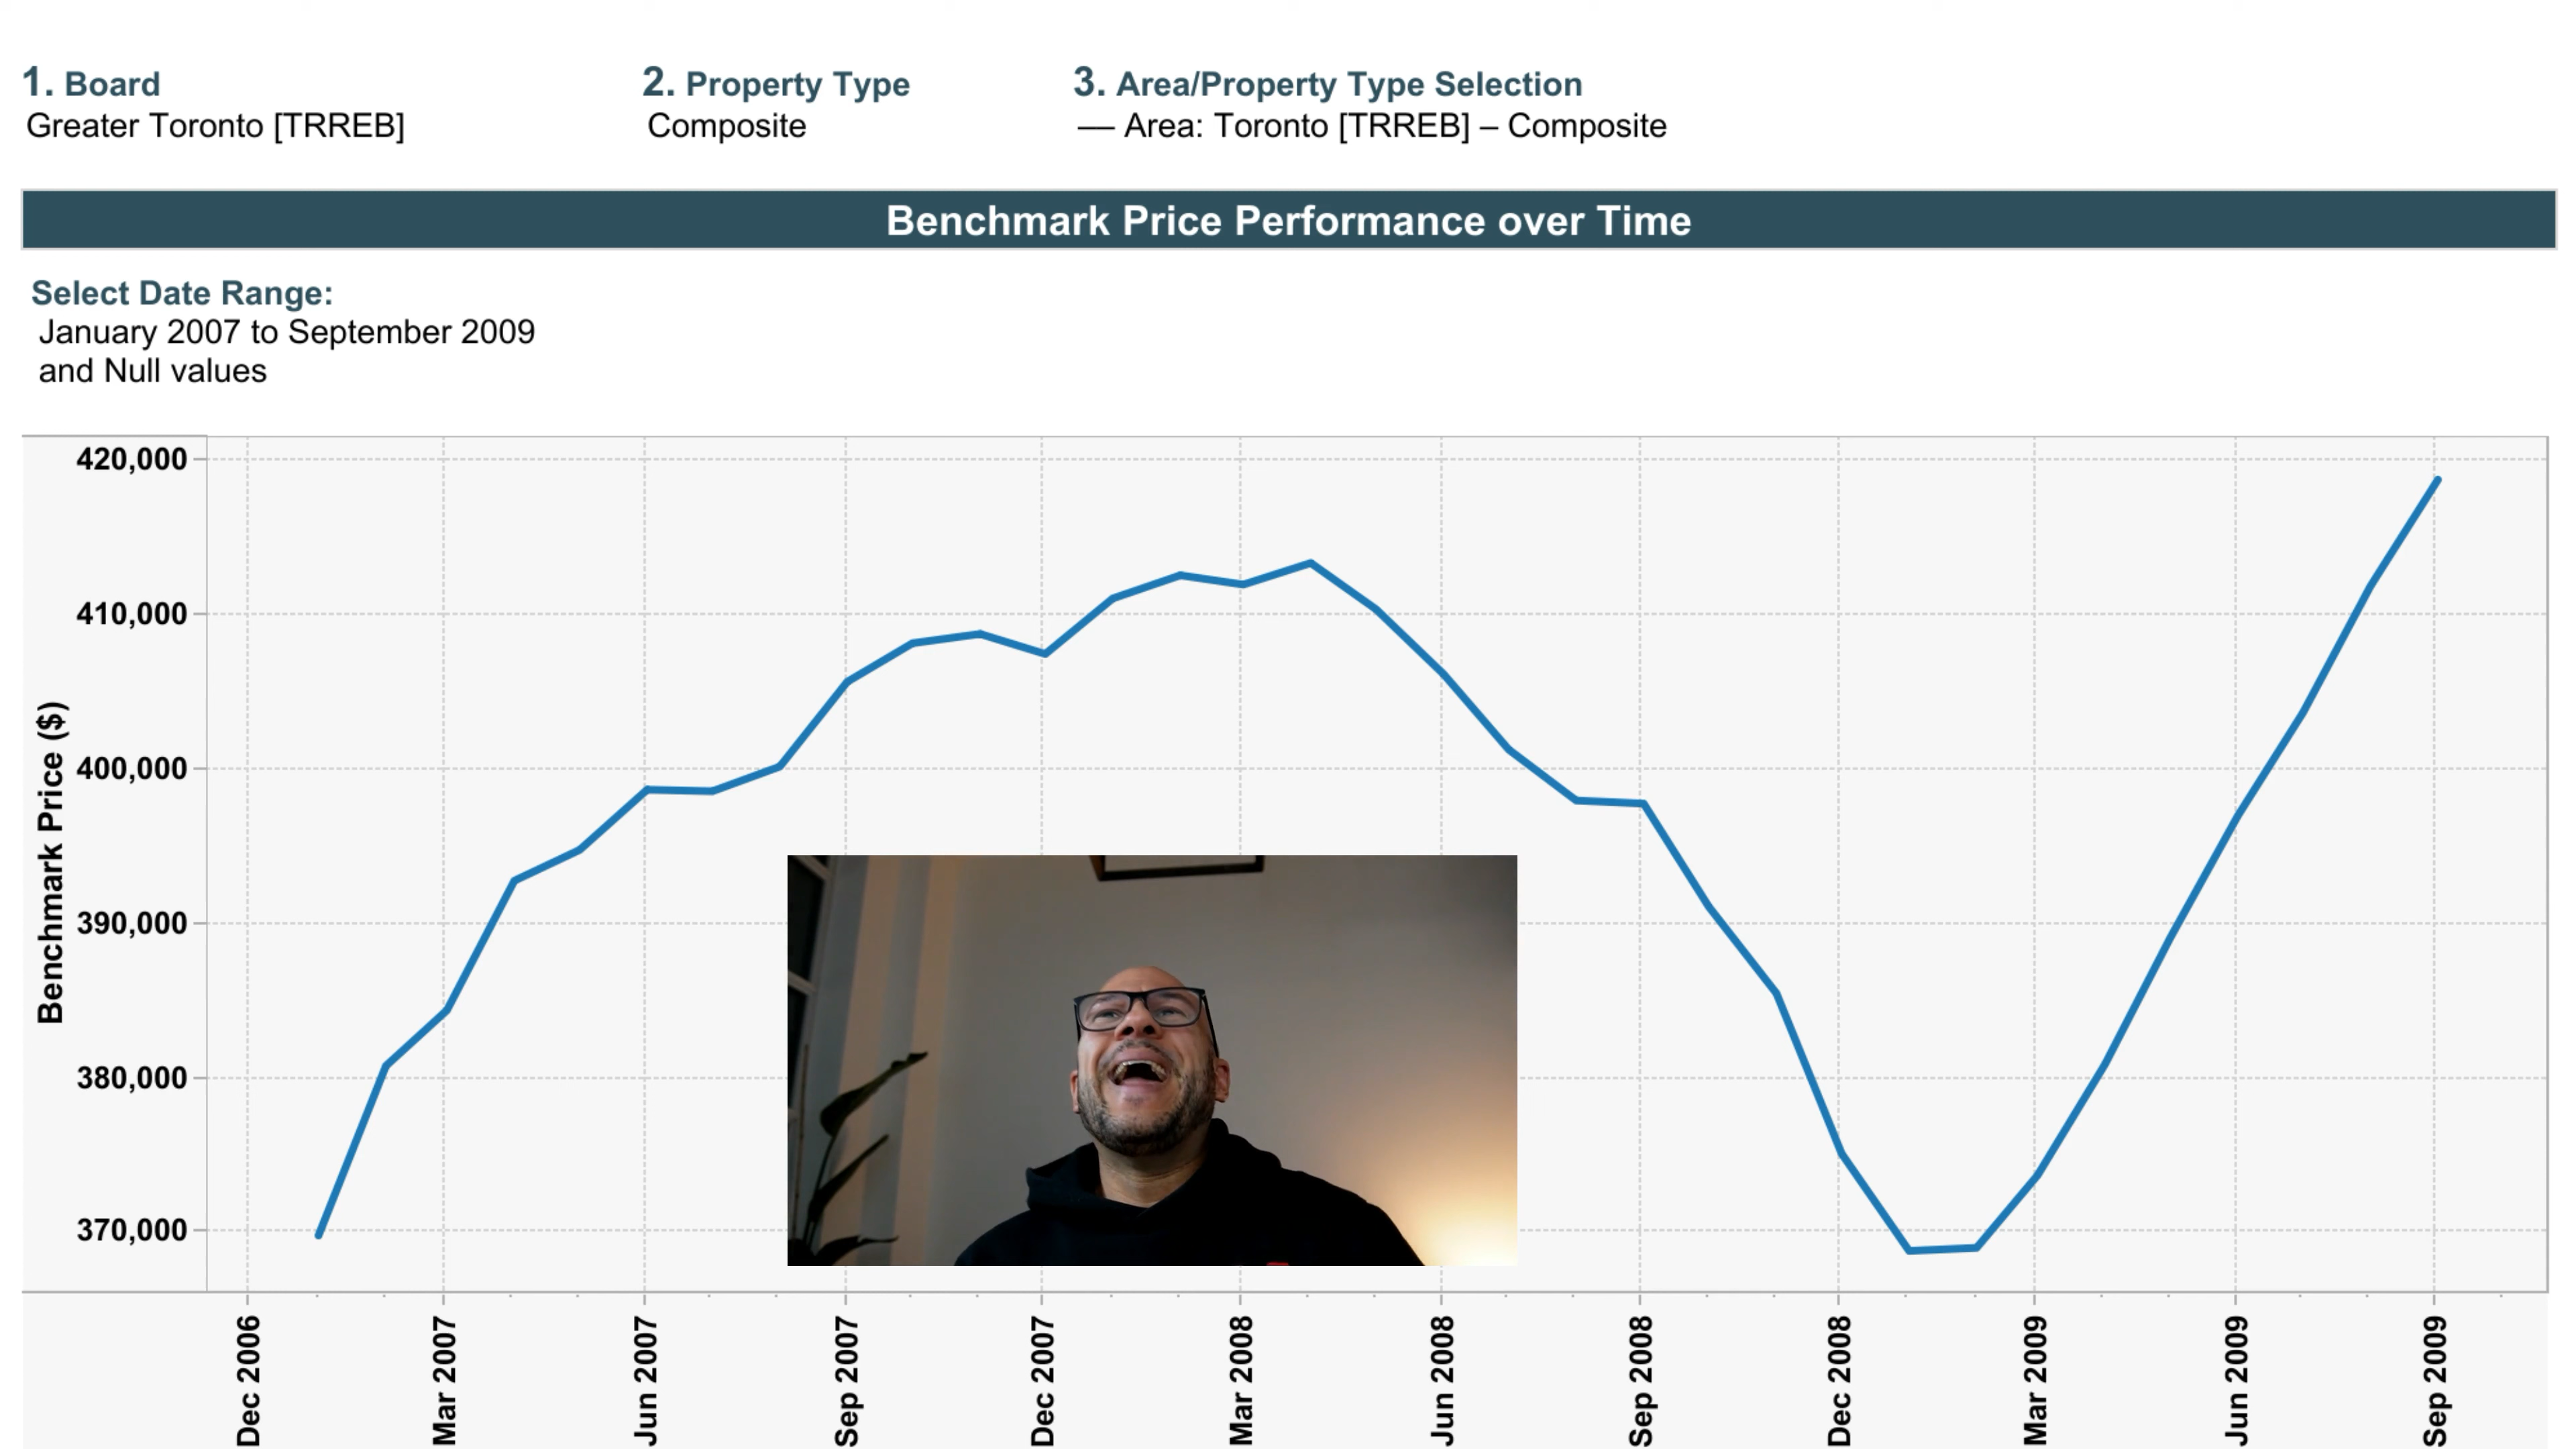 1. Board
Greater Toronto [TRREB]
2. Property Type
Composite
3. Area/Property Type Selection
— Area: Toronto [TRREB] – Composite
Benchmark Price Performance over Time
Select Date Range:
January 2007 to September 2009
and Null values
Benchmark Price ($)
420,000
410,000
400,000
390,000
380,000
370,000
Dec 2006
Mar 2007
Jun 2007
Sep 2007
Dec 2007
Mar 2008
Jun 2008
Sep 2008
Dec 2008
Mar 2009
Jun 2009
Sep 2009